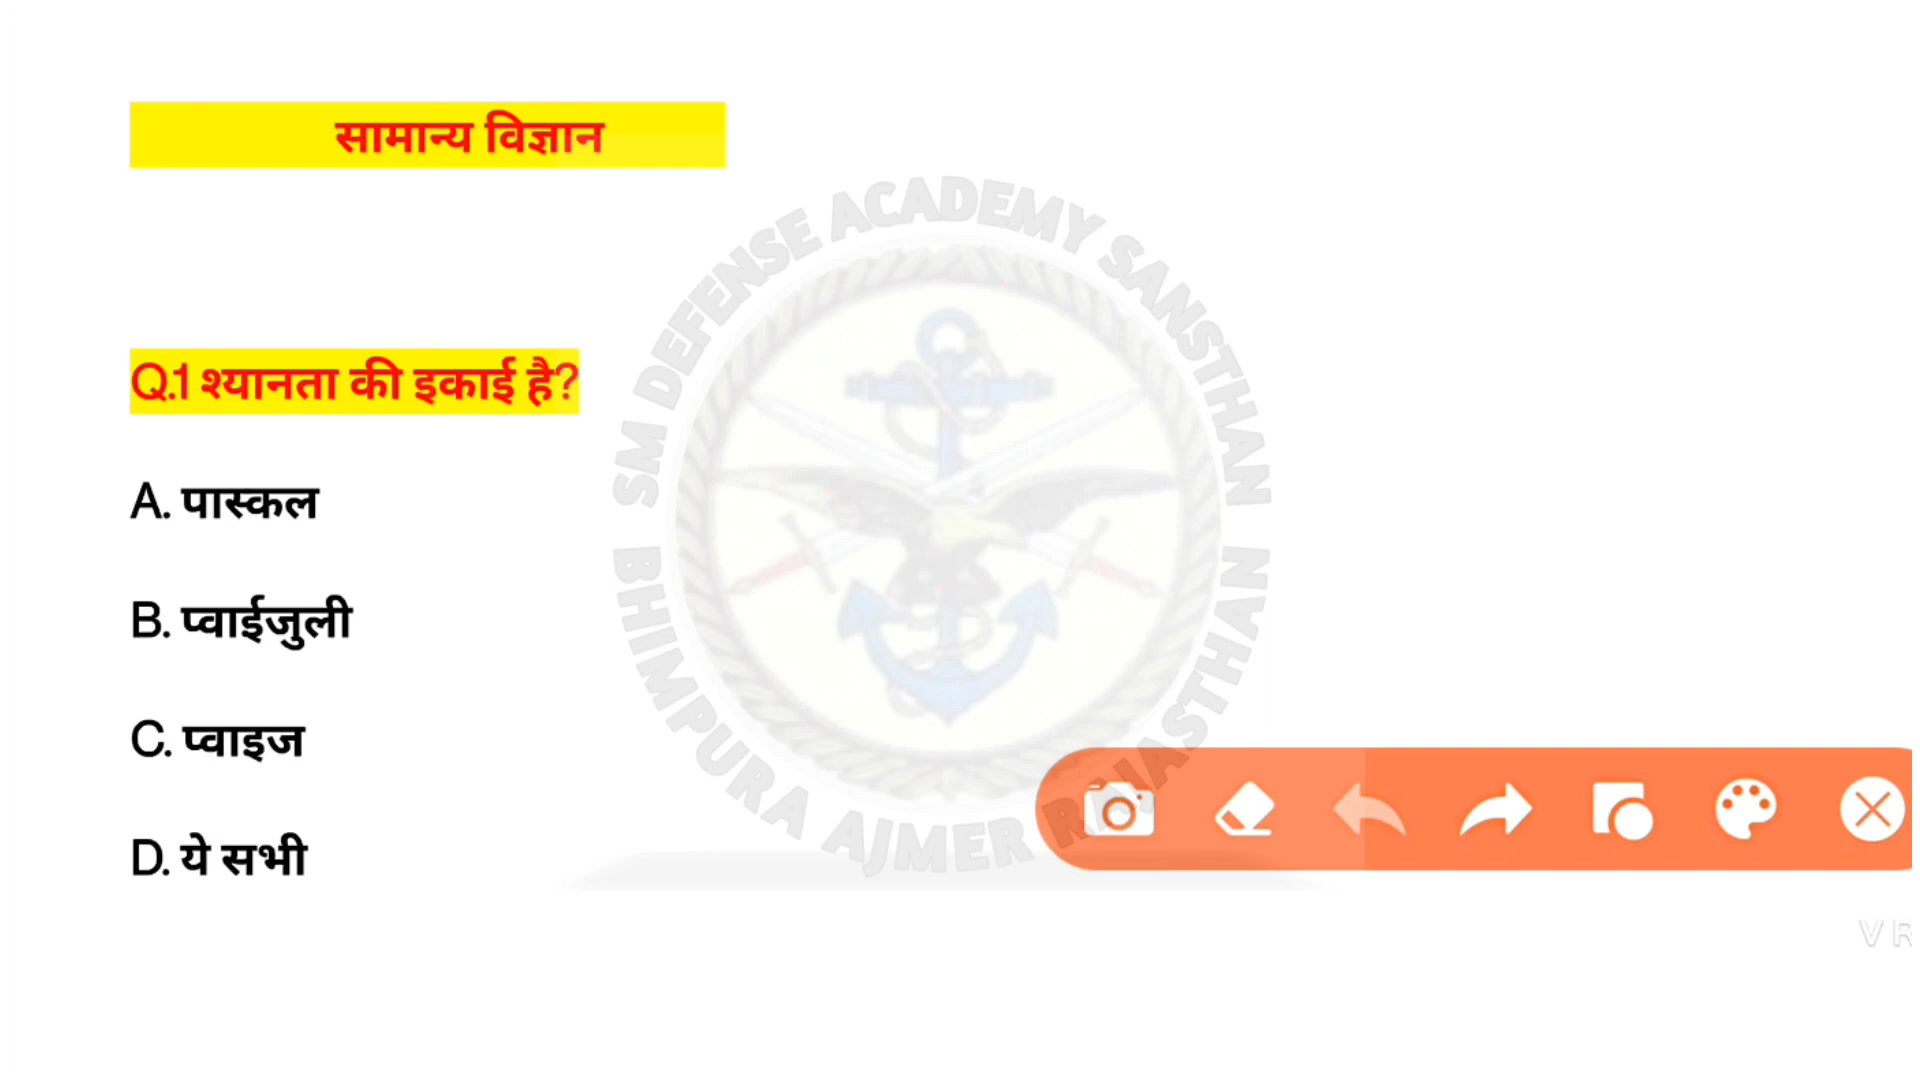 सामान्य विज्ञान
SM DEFENSE ACADEMY SANSTHAN
Q.1 श्यानता की इकाई है?
A. पास्कल
B. प्वाईजुली
C. प्वाइज
D. ये सभी
BHIMPURA AJMER RAJASTHAN